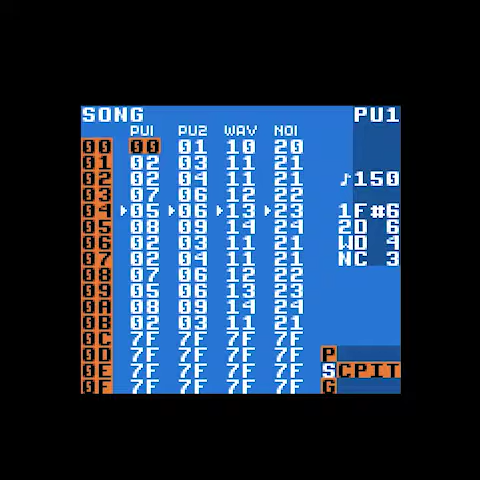 SONG PU1
PU1 PU2 WAV NOI
00 00 01 10 20
01 02 03 11 21
02 02 04 11 21 ♪150
03 07 06 12 22
04 05 06 13 23 1F#6
05 08 09 14 24 2D 6
06 02 03 11 21 WD 4
07 02 04 11 21 NC 3
08 07 06 12 22
09 05 06 13 23
0A 08 09 14 24
0B 02 03 11 21
0C 7F 7F 7F 7F
0D 7F 7F 7F 7F P
0E 7F 7F 7F 7F SCPIT
0F 7F 7F 7F 7F G